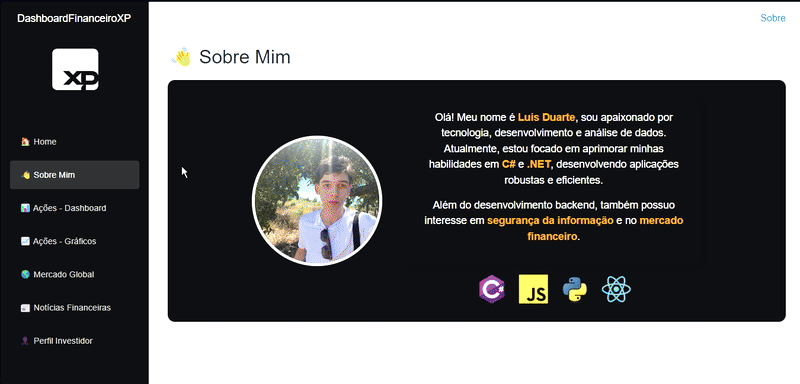 DashboardFinanceiroXP
Sobre
xp
Home
Sobre Mim
Ações - Dashboard
Ações - Gráficos
Mercado Global
Notícias Financeiras
Perfil Investidor
Sobre Mim
Olá! Meu nome é Luis Duarte, sou apaixonado por
tecnologia, desenvolvimento e análise de dados.
Atualmente, estou focado em aprimorar minhas
habilidades em C# e .NET, desenvolvendo aplicações
robustas e eficientes.
Além do desenvolvimento backend, também possuo
interesse em segurança da informação e no mercado
financeiro.
C# JS